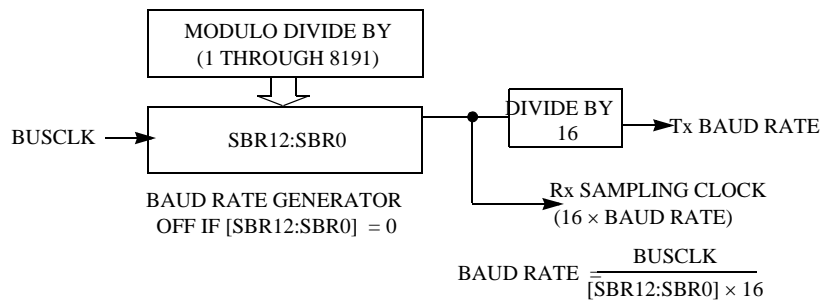 MODULO DIVIDE BY
(1 THROUGH 8191)
BUSCLK
SBR12:SBR0
DIVIDE BY
16
Tx BAUD RATE
BAUD RATE GENERATOR
OFF IF [SBR12:SBR0] = 0
Rx SAMPLING CLOCK
(16 × BAUD RATE)
BAUD RATE =
BUSCLK
[SBR12:SBR0] × 16